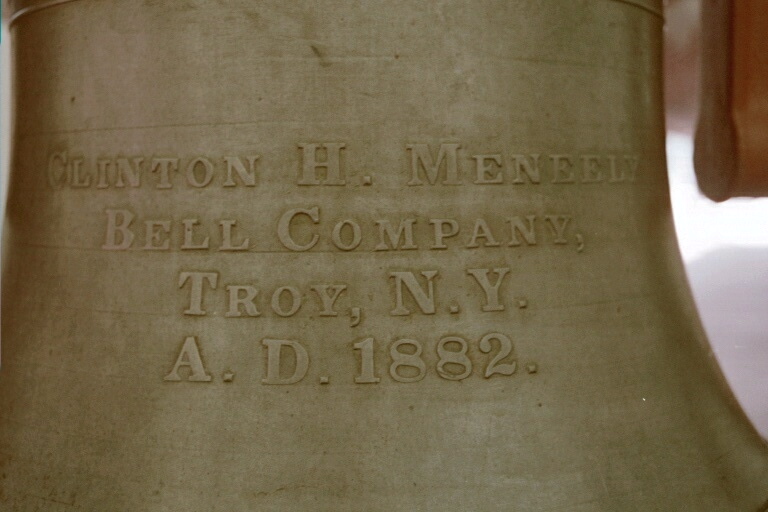 Clinton H. Meneely
Bell Company,
Troy, N.Y.
A. D. 1882.